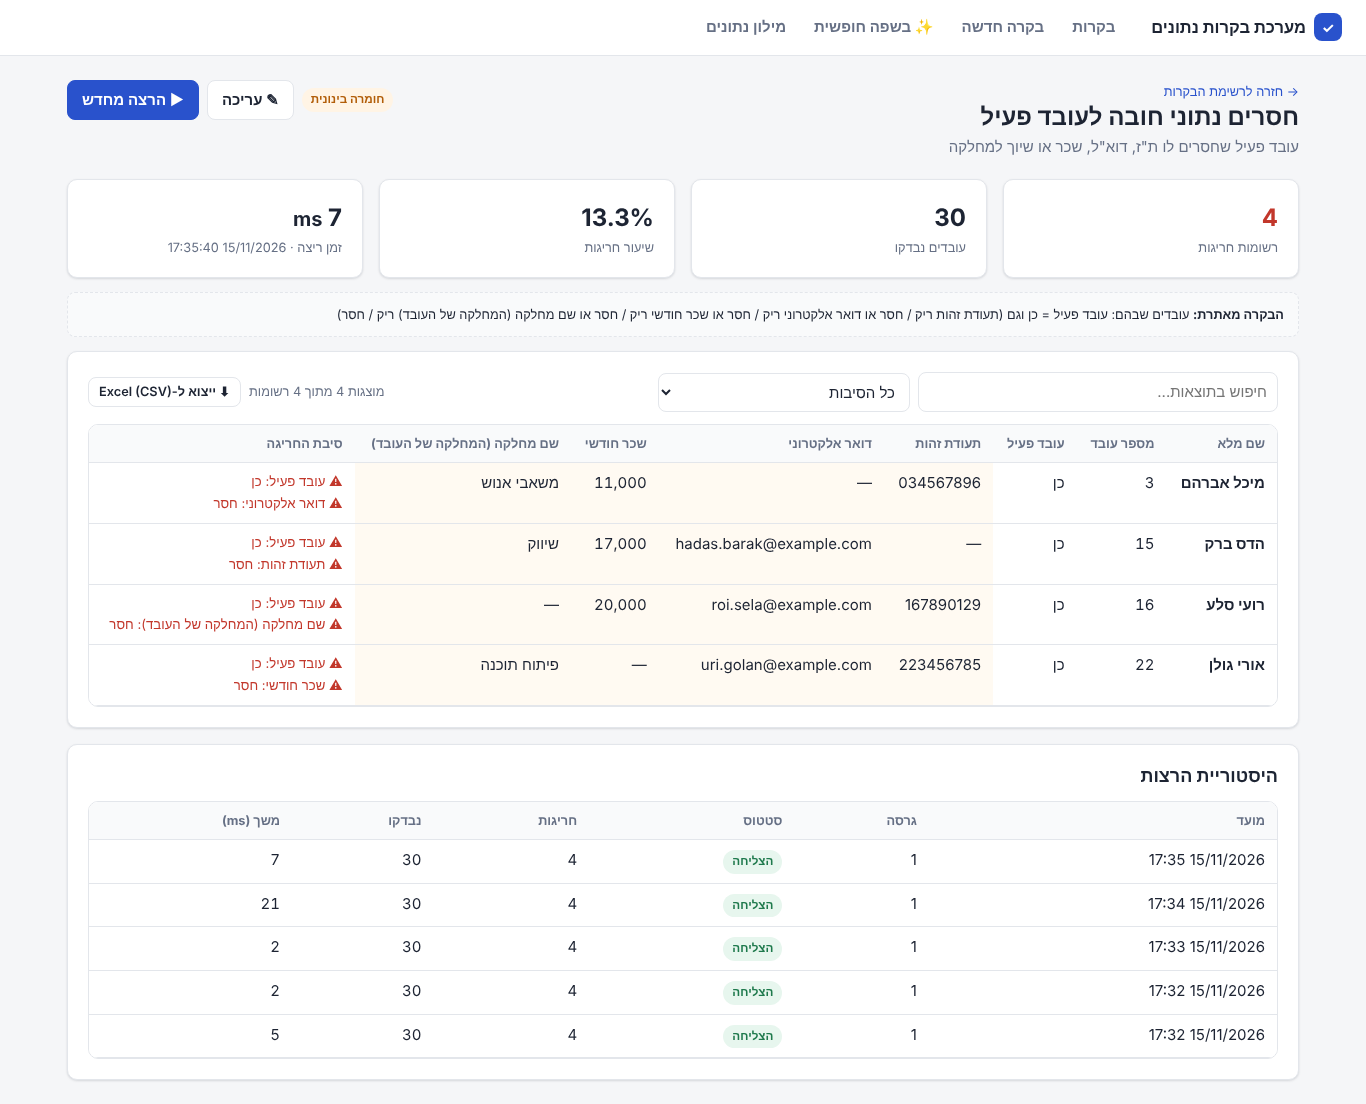 מערכת בקרות נתונים
בקרות
בקרה חדשה
✨ בשפה חופשית
מילון נתונים
→ חזרה לרשימת הבקרות
חסרים נתוני חובה לעובד פעיל
עובד פעיל שחסרים לו ת"ז, דוא"ל, שכר או שיוך למחלקה
חומרה בינונית
✎ עריכה
▶ הרצה מחדש
4
רשומות חריגות
30
עובדים נבדקו
13.3%
שיעור חריגות
7 ms
זמן ריצה · 15/11/2026 17:35:40
הבקרה מאתרת: עובדים שבהם: עובד פעיל = כן וגם (תעודת זהות ריק / חסר או דואר אלקטרוני ריק / חסר או שכר חודשי ריק / חסר או שם מחלקה (המחלקה של העובד) ריק / חסר)
חיפוש בתוצאות...
כל הסיבות
מוצגות 4 מתוך 4 רשומות
⬇ ייצוא ל-Excel (CSV)
שם מלא מספר עובד עובד פעיל תעודת זהות דואר אלקטרוני שכר חודשי שם מחלקה (המחלקה של העובד) סיבת החריגה
מיכל אברהם 3 כן 034567896 — 11,000 משאבי אנוש ⚠ עובד פעיל: כן
⚠ דואר אלקטרוני: חסר
הדס ברק 15 כן — hadas.barak@example.com 17,000 שיווק ⚠ עובד פעיל: כן
⚠ תעודת זהות: חסר
רועי סלע 16 כן 167890129 roi.sela@example.com 20,000 — ⚠ עובד פעיל: כן
⚠ שם מחלקה (המחלקה של העובד): חסר
אורי גולן 22 כן 223456785 uri.golan@example.com — פיתוח תוכנה ⚠ עובד פעיל: כן
⚠ שכר חודשי: חסר
היסטוריית הרצות
מועד גרסה סטטוס חריגות נבדקו משך (ms)
15/11/2026 17:35 1 הצליחה 4 30 7
15/11/2026 17:34 1 הצליחה 4 30 21
15/11/2026 17:33 1 הצליחה 4 30 2
15/11/2026 17:32 1 הצליחה 4 30 2
15/11/2026 17:32 1 הצליחה 4 30 5